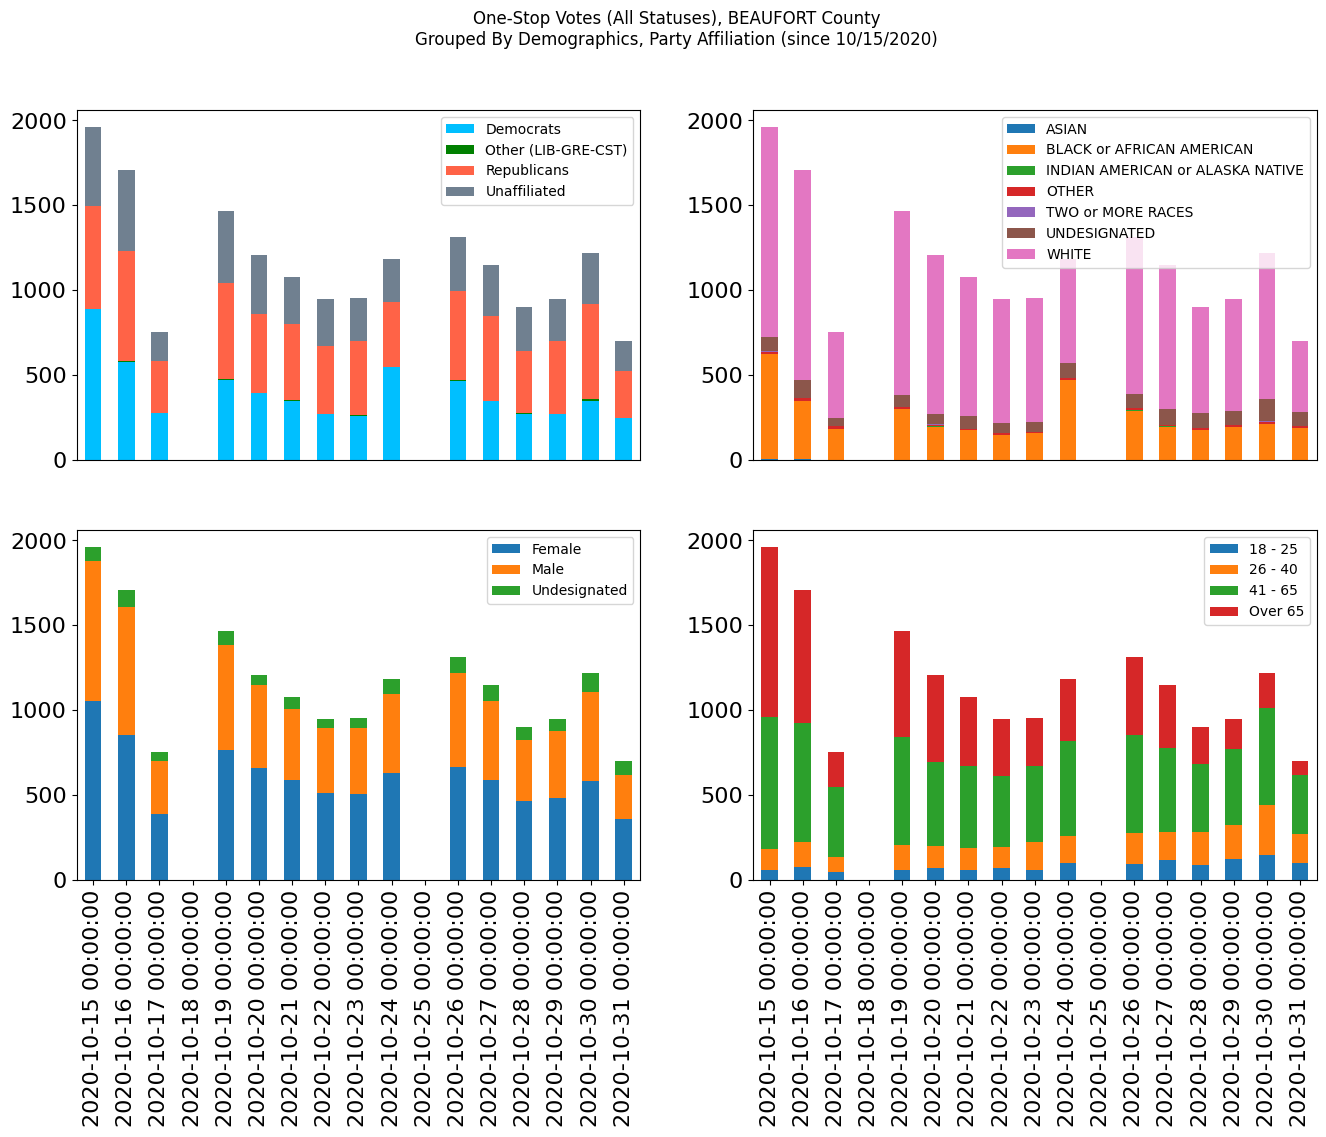 One-Stop Votes (All Statuses), BEAUFORT County
Grouped By Demographics, Party Affiliation (since 10/15/2020)
2000
1500
1000
500
0
Democrats
Other (LIB-GRE-CST)
Republicans
Unaffiliated
2000
1500
1000
500
0
ASIAN
BLACK or AFRICAN AMERICAN
INDIAN AMERICAN or ALASKA NATIVE
OTHER
TWO or MORE RACES
UNDESIGNATED
WHITE
2000
1500
1000
500
0
Female
Male
Undesignated
2020-10-15 00:00:00
2020-10-16 00:00:00
2020-10-17 00:00:00
2020-10-18 00:00:00
2020-10-19 00:00:00
2020-10-20 00:00:00
2020-10-21 00:00:00
2020-10-22 00:00:00
2020-10-23 00:00:00
2020-10-24 00:00:00
2020-10-25 00:00:00
2020-10-26 00:00:00
2020-10-27 00:00:00
2020-10-28 00:00:00
2020-10-29 00:00:00
2020-10-30 00:00:00
2020-10-31 00:00:00
2000
1500
1000
500
0
18 - 25
26 - 40
41 - 65
Over 65
2020-10-15 00:00:00
2020-10-16 00:00:00
2020-10-17 00:00:00
2020-10-18 00:00:00
2020-10-19 00:00:00
2020-10-20 00:00:00
2020-10-21 00:00:00
2020-10-22 00:00:00
2020-10-23 00:00:00
2020-10-24 00:00:00
2020-10-25 00:00:00
2020-10-26 00:00:00
2020-10-27 00:00:00
2020-10-28 00:00:00
2020-10-29 00:00:00
2020-10-30 00:00:00
2020-10-31 00:00:00